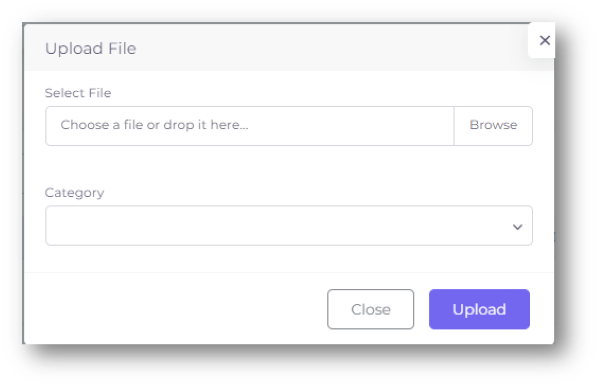 Upload File
Select File
Choose a file or drop it here...
Browse
Category
Close
Upload